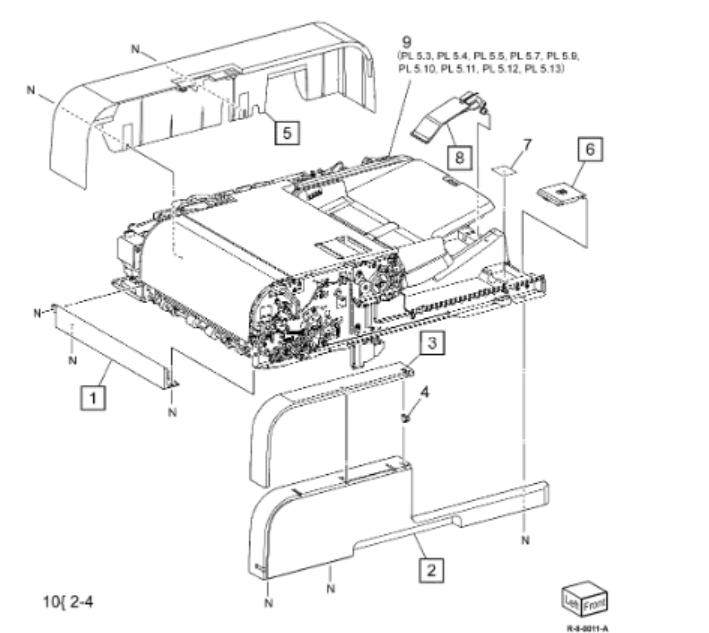 9
(PL 5.3, PL 5.4, PL 5.5, PL 5.7, PL 5.9,
PL 5.10, PL 5.11, PL 5.12, PL 5.13)
N
N
5
8
7
6
N
N
1
N
3
4
2
N
N
N
10{ 2-4
Left Front
R-8-0011-A